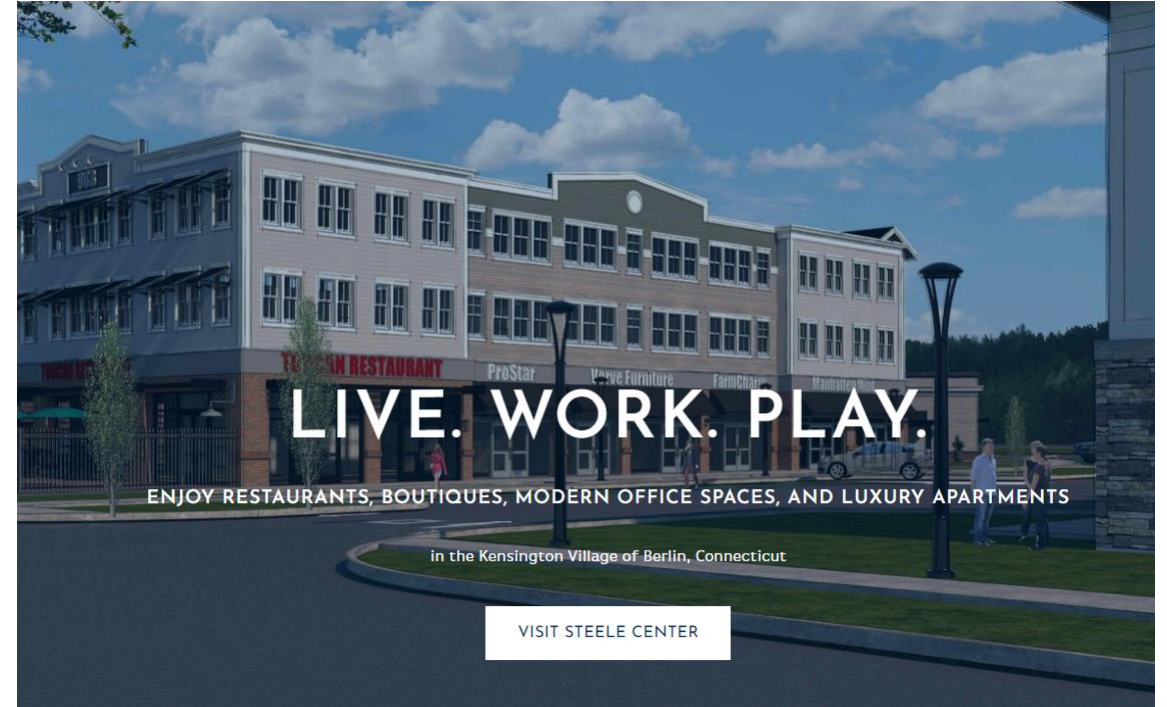 RESTAURANT
ProStar
Verve Furniture
LIVE. WORK. PLAY.
ENJOY RESTAURANTS, BOUTIQUES, MODERN OFFICE SPACES, AND LUXURY APARTMENTS
in the Kensington Village of Berlin, Connecticut
VISIT STEELE CENTER